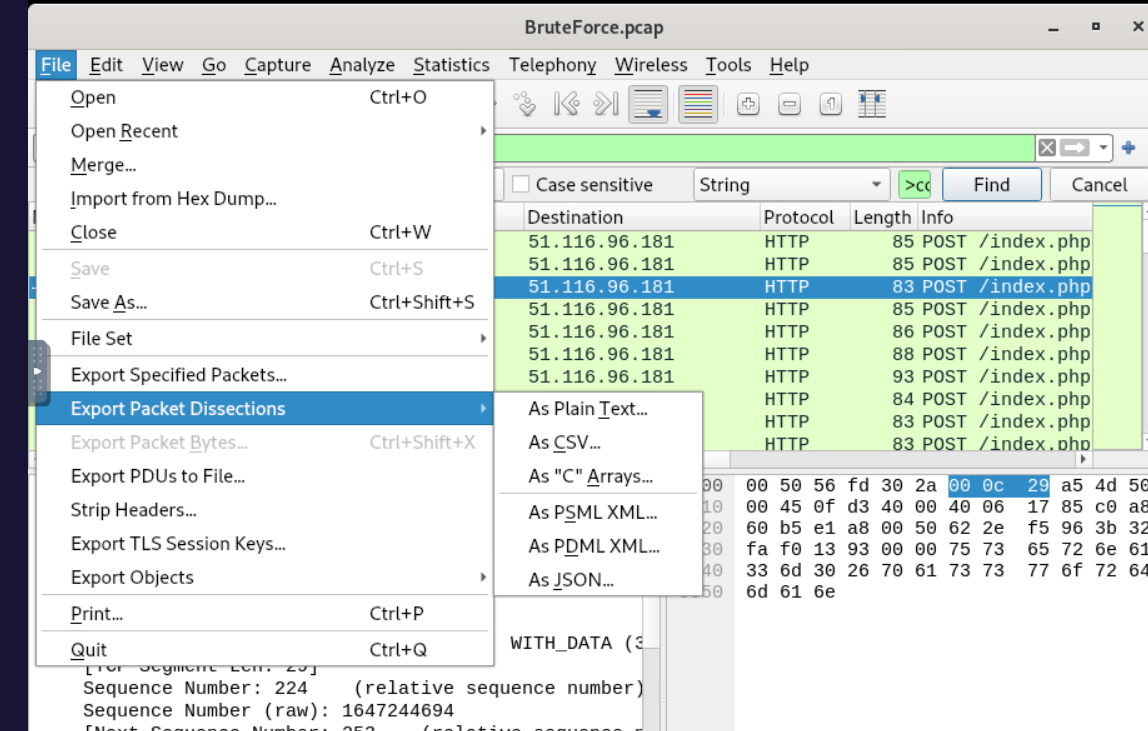 BruteForce.pcap
File Edit View Go Capture Analyze Statistics Telephony Wireless Tools Help
Open Ctrl+O
Open Recent
Merge...
Import from Hex Dump...
Close Ctrl+W
Save Ctrl+S
Save As... Ctrl+Shift+S
File Set
Export Specified Packets...
Export Packet Dissections
Export Packet Bytes... Ctrl+Shift+X
Export PDUs to File...
Strip Headers...
Export TLS Session Keys...
Export Objects
Print... Ctrl+P
Quit Ctrl+Q
As Plain Text...
As CSV...
As "C" Arrays...
As PSML XML...
As PDML XML...
As JSON...
Case sensitive String Find Cancel
Destination Protocol Length Info
51.116.96.181 HTTP 85 POST /index.php
51.116.96.181 HTTP 85 POST /index.php
51.116.96.181 HTTP 83 POST /index.php
51.116.96.181 HTTP 85 POST /index.php
51.116.96.181 HTTP 86 POST /index.php
51.116.96.181 HTTP 88 POST /index.php
51.116.96.181 HTTP 93 POST /index.php
84 POST /index.php
83 POST /index.php
83 POST /index.php
00 00 50 56 fd 30 2a 00 0c 29 a5 4d 50
10 00 45 0f d3 40 00 40 06 17 85 c0 a8
20 60 b5 e1 a8 00 50 62 2e f5 96 3b 32
30 fa f0 13 93 00 00 75 73 65 72 6e 61
40 33 6d 30 26 70 61 73 73 77 6f 72 64
50 6d 61 6e
WITH_DATA (3
[TCP Segment Len: 29]
Sequence Number: 224 (relative sequence number)
Sequence Number (raw): 1647244694
[Next Sequence Number: 253 (relative sequence